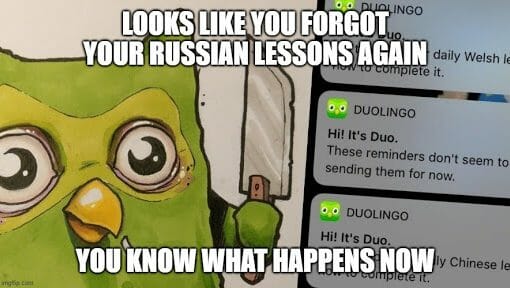 LOOKS LIKE YOU FORGOT
YOUR RUSSIAN LESSONS AGAIN
DUOLINGO
daily Welsh le
to complete it.
DUOLINGO
Hi! It's Duo.
These reminders don't seem to
sending them for now.
DUOLINGO
Hi! It's Duo.
ly Chinese le
complete it.
YOU KNOW WHAT HAPPENS NOW
imgflip.com